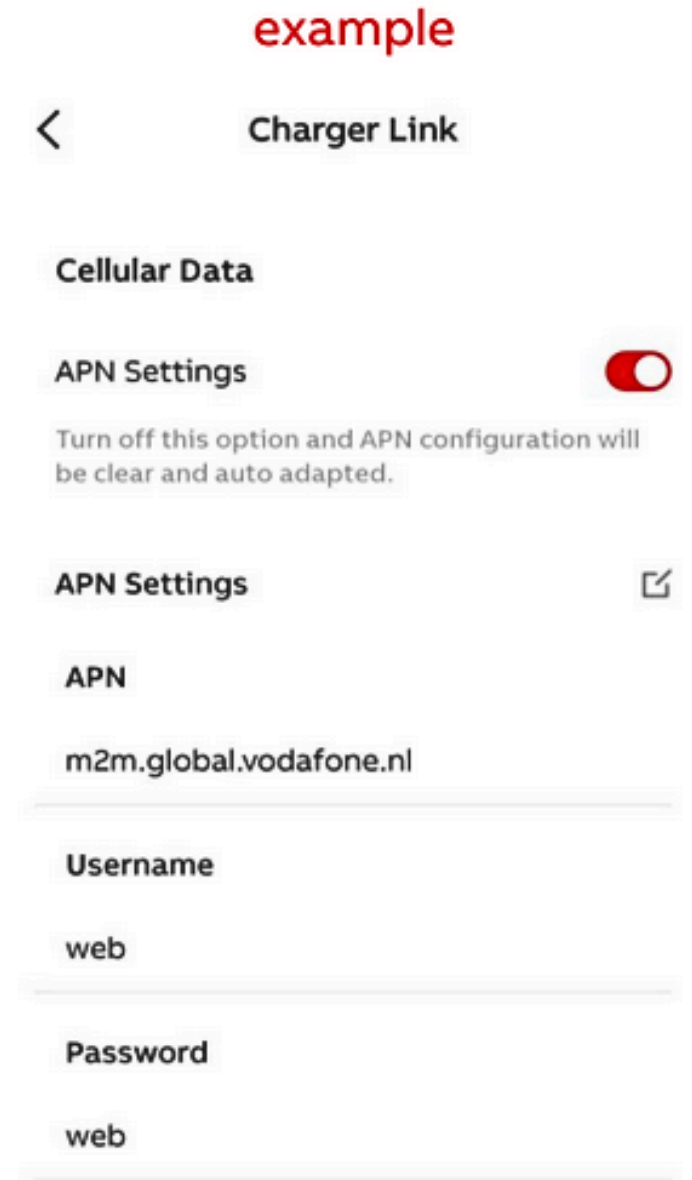 example
Charger Link
Cellular Data
APN Settings
Turn off this option and APN configuration will
be clear and auto adapted.
APN Settings
APN
m2m.global.vodafone.nl
Username
web
Password
web